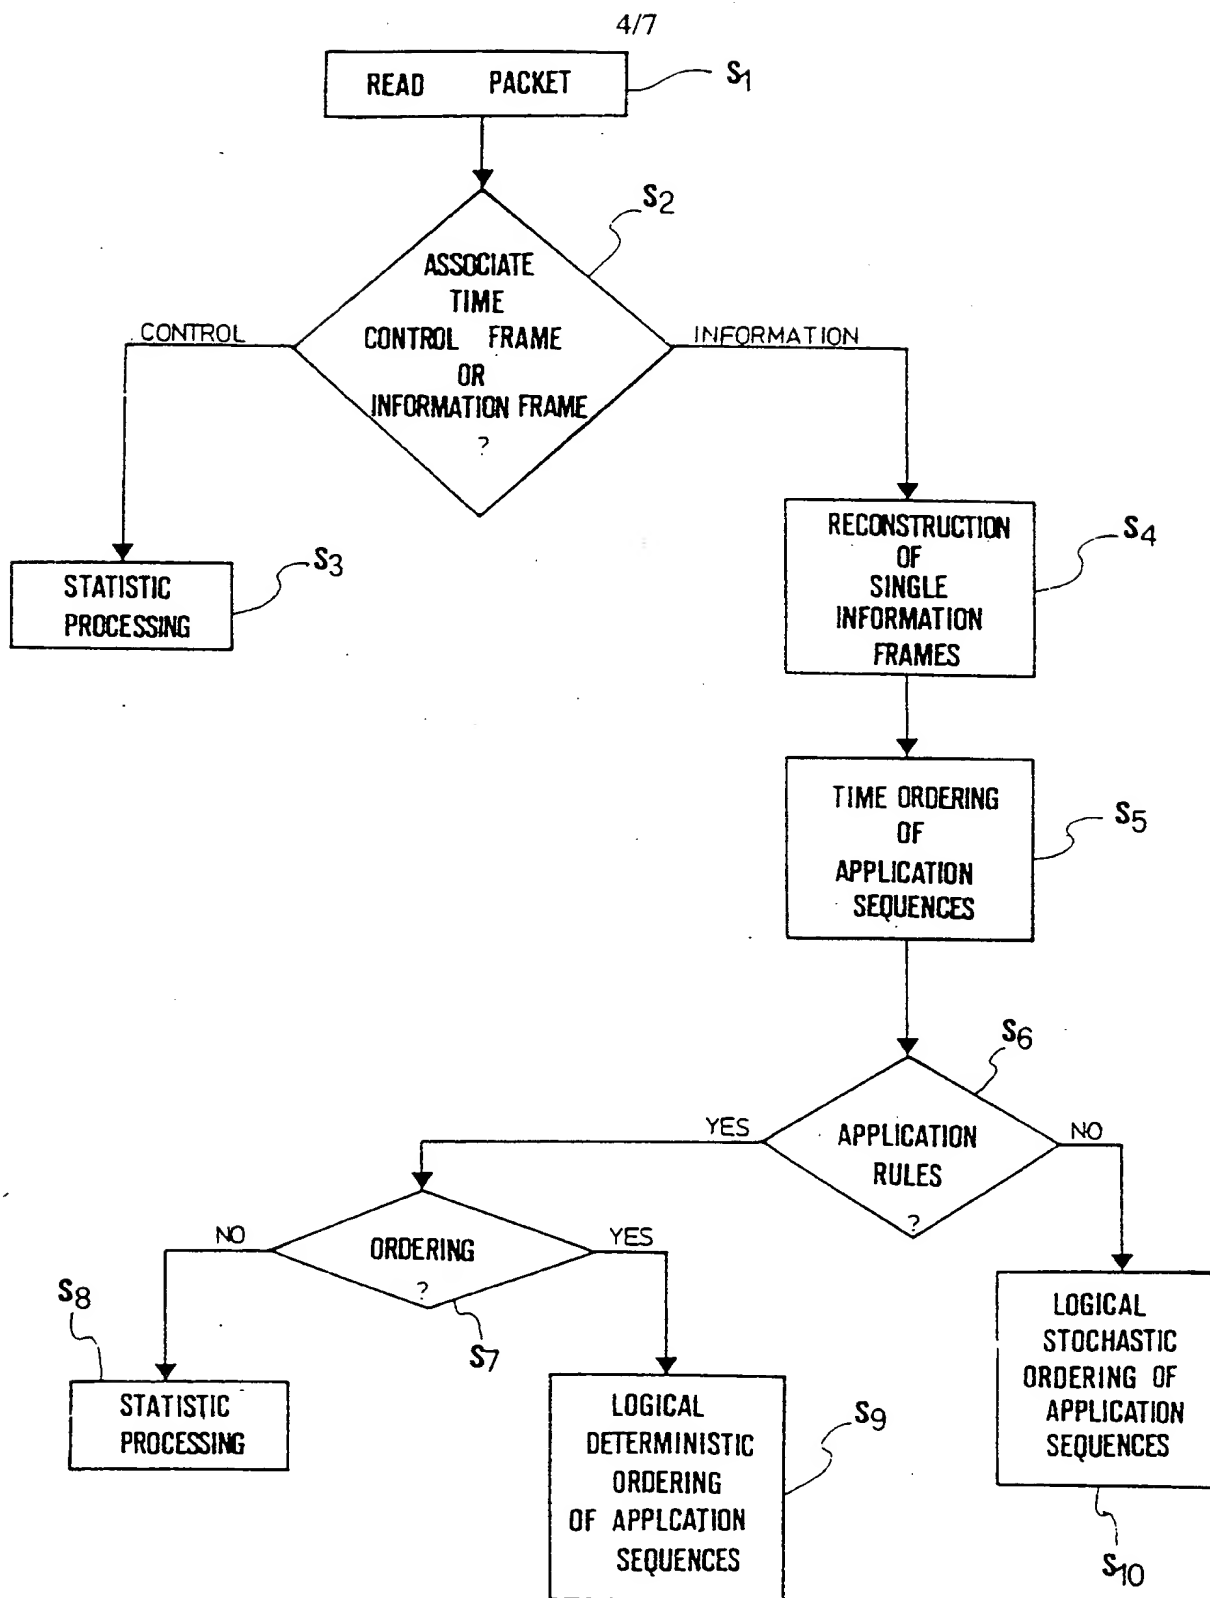 4/7
READ PACKET
S1
S2
ASSOCIATE
TIME
CONTROL FRAME
OR
INFORMATION FRAME
?
CONTROL
INFORMATION
S3
STATISTIC
PROCESSING
RECONSTRUCTION
OF
SINGLE
INFORMATION
FRAMES
S4
TIME ORDERING
OF
APPLICATION
SEQUENCES
S5
S6
APPLICATION
RULES
?
YES
NO
ORDERING
?
NO
YES
S7
S8
STATISTIC
PROCESSING
LOGICAL
DETERMINISTIC
ORDERING
OF APPLCATION
SEQUENCES
S9
LOGICAL
STOCHASTIC
ORDERING OF
APPLICATION
SEQUENCES
S10